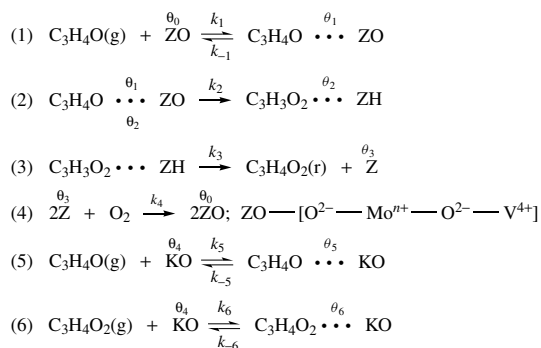 θ₀ k₁ θ₁
(1) C₃H₄O(g) + ZO ⇌ C₃H₄O ··· ZO
k₋₁
θ₁ k₂ θ₂
(2) C₃H₄O ··· ZO ⟶ C₃H₃O₂ ··· ZH
θ₂
k₃ θ₃
(3) C₃H₃O₂ ··· ZH ⟶ C₃H₄O₂(r) + Z
θ₃ k₄ θ₀
(4) 2Z + O₂ ⟶ 2ZO; ZO — [O²⁻ — Moⁿ⁺ — O²⁻ — V⁴⁺]
θ₄ k₅ θ₅
(5) C₃H₄O(g) + KO ⇌ C₃H₄O ··· KO
k₋₅
θ₄ k₆ θ₆
(6) C₃H₄O₂(g) + KO ⇌ C₃H₄O₂ ··· KO
k₋₆